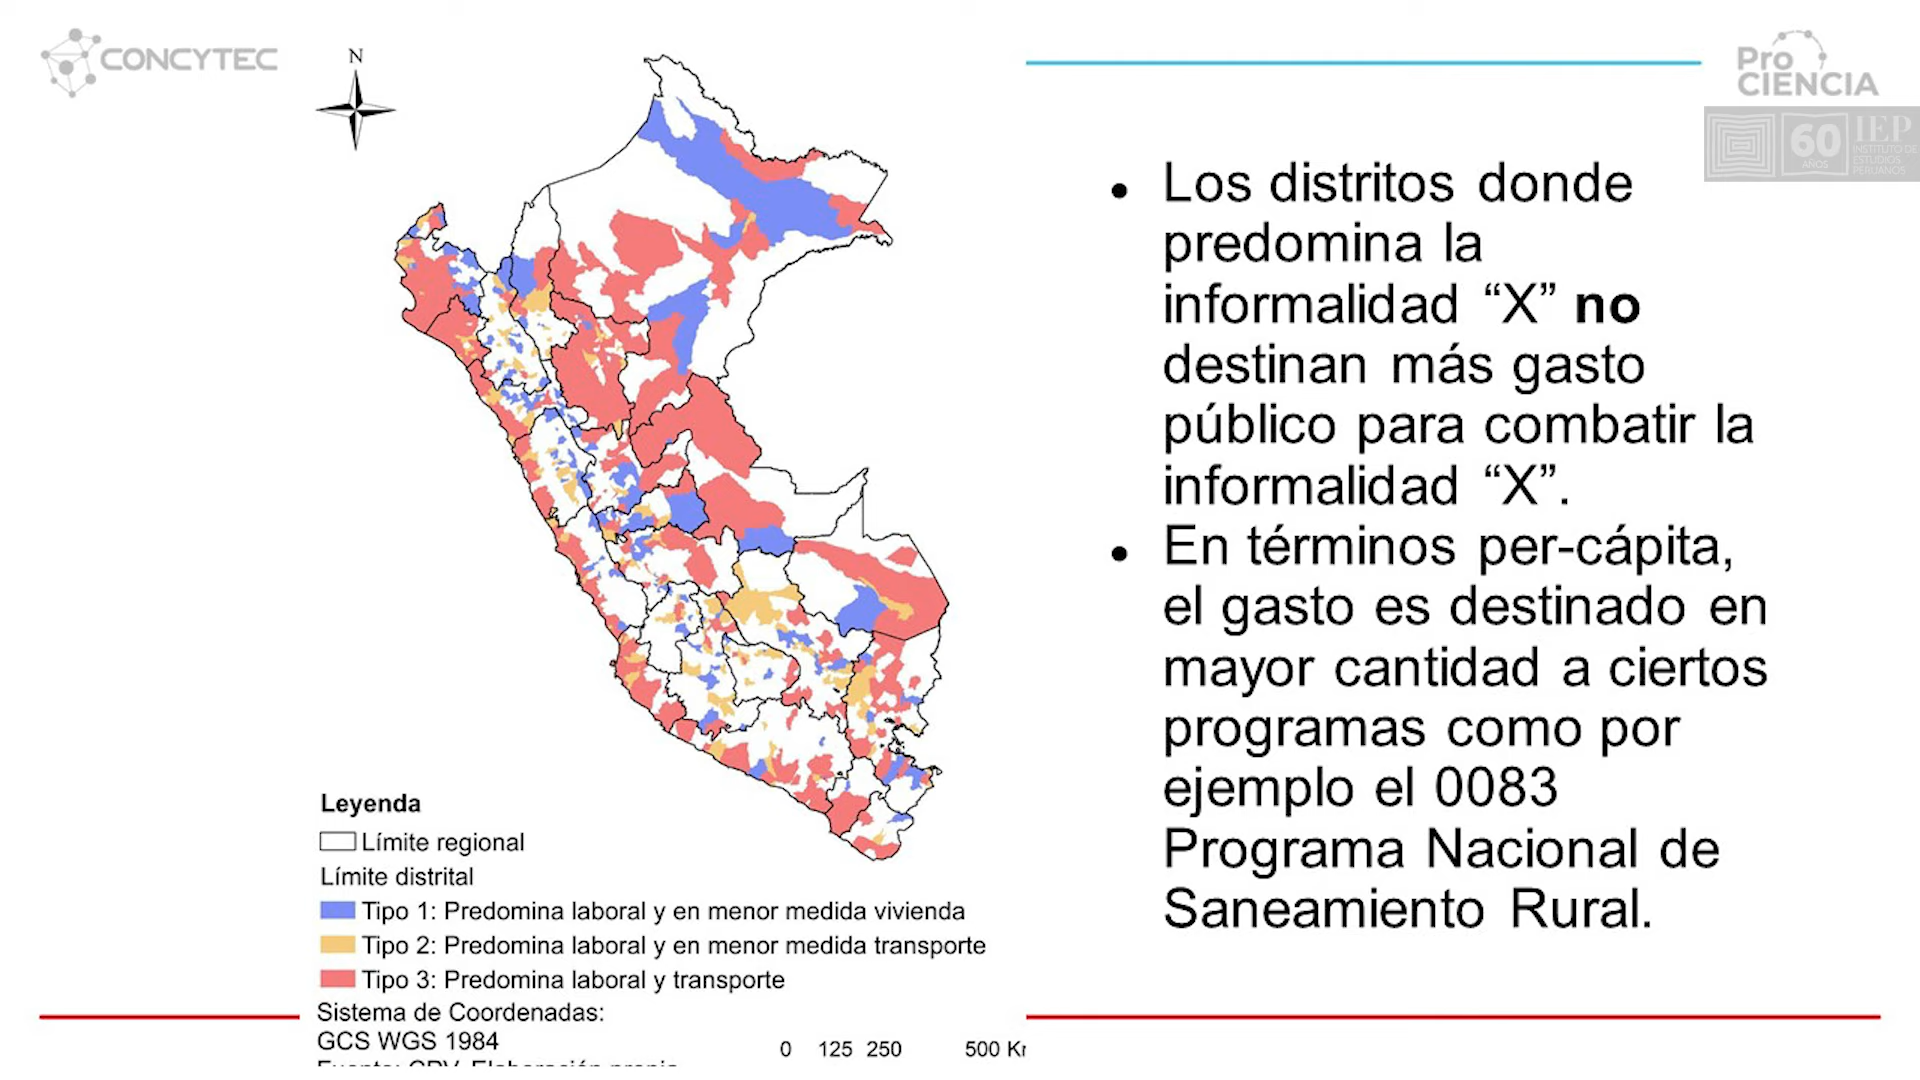 CONCYTEC
N
Pro
CIENCIA
60
AÑOS
IEP
INSTITUTO DE
ESTUDIOS
PERUANOS
Los distritos donde
predomina la
informalidad “X” no
destinan más gasto
público para combatir la
informalidad “X”.
En términos per-cápita,
el gasto es destinado en
mayor cantidad a ciertos
programas como por
ejemplo el 0083
Programa Nacional de
Saneamiento Rural.
Leyenda
Límite regional
Límite distrital
Tipo 1: Predomina laboral y en menor medida vivienda
Tipo 2: Predomina laboral y en menor medida transporte
Tipo 3: Predomina laboral y transporte
Sistema de Coordenadas:
GCS WGS 1984
0 125 250 500